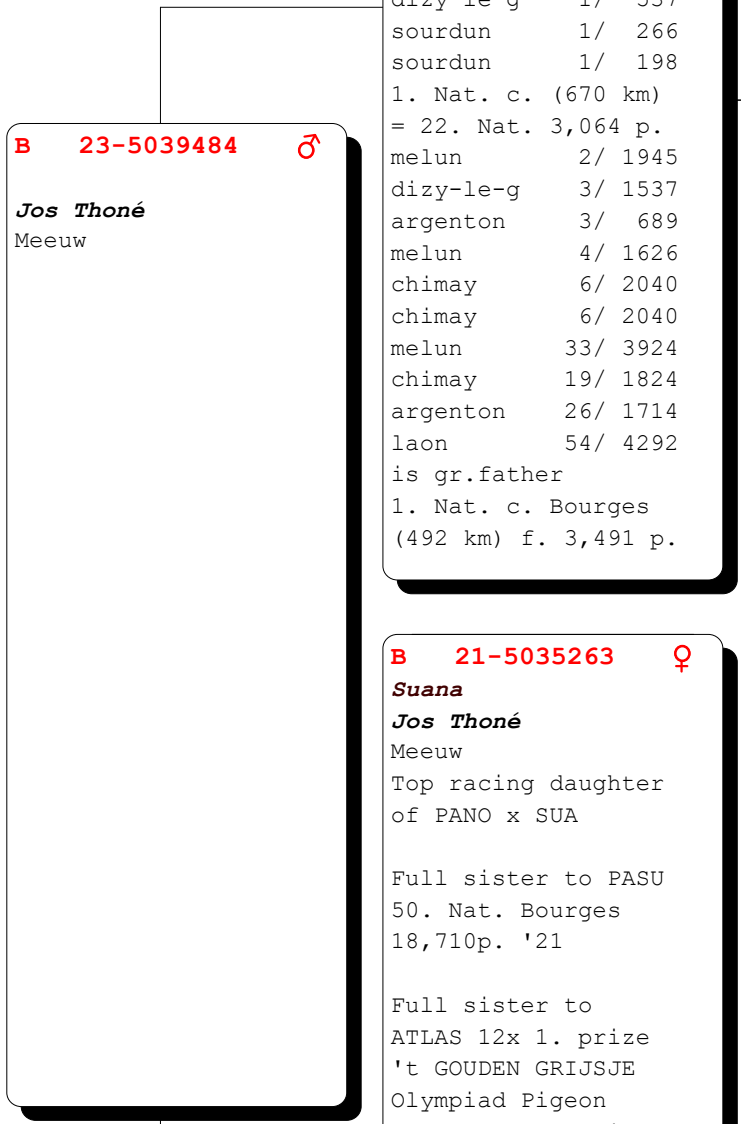 B 23-5039484 ♂
Jos Thoné
Meeuw
sourdun 1/ 266
sourdun 1/ 198
1. Nat. c. (670 km)
= 22. Nat. 3,064 p.
melun 2/ 1945
dizy-le-g 3/ 1537
argenton 3/ 689
melun 4/ 1626
chimay 6/ 2040
chimay 6/ 2040
melun 33/ 3924
chimay 19/ 1824
argenton 26/ 1714
laon 54/ 4292
is gr.father
1. Nat. c. Bourges
(492 km) f. 3,491 p.
B 21-5035263 ♀
Suana
Jos Thoné
Meeuw
Top racing daughter
of PANO x SUA
Full sister to PASU
50. Nat. Bourges
18,710p. '21
Full sister to
ATLAS 12x 1. prize
't GOUDEN GRIJSJE
Olympiad Pigeon